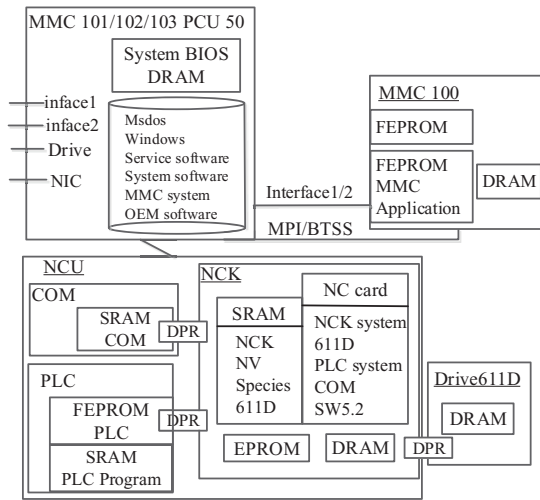 MMC 101/102/103 PCU 50
System BIOS
DRAM
inface1
inface2
Drive
NIC
Msdos
Windows
Service software
System software
MMC system
OEM software
MMC 100
FEPROM
FEPROM
MMC
Application
DRAM
Interface1/2
MPI/BTSS
NCU
COM
SRAM
COM
DPR
PLC
FEPROM
PLC
SRAM
PLC Program
DPR
NCK
SRAM
NCK
NV
Species
611D
NC card
NCK system
611D
PLC system
COM
SW5.2
EPROM
DRAM
DPR
Drive611D
DRAM